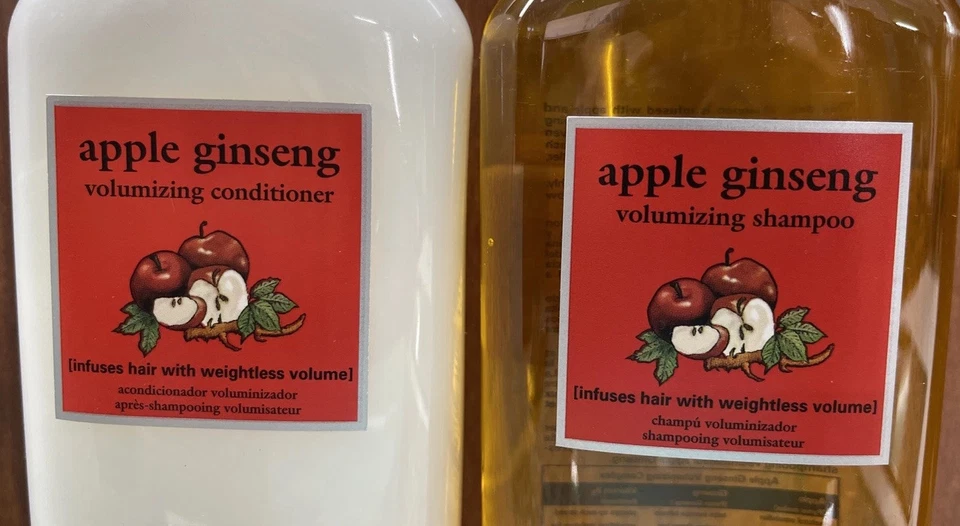 apple ginseng
volumizing conditioner
[infuses hair with weightless volume]
acondicionador voluminizador
après-shampooing volumisateur
apple ginseng
volumizing shampoo
[infuses hair with weightless volume]
champú voluminizador
shampooing volumisateur